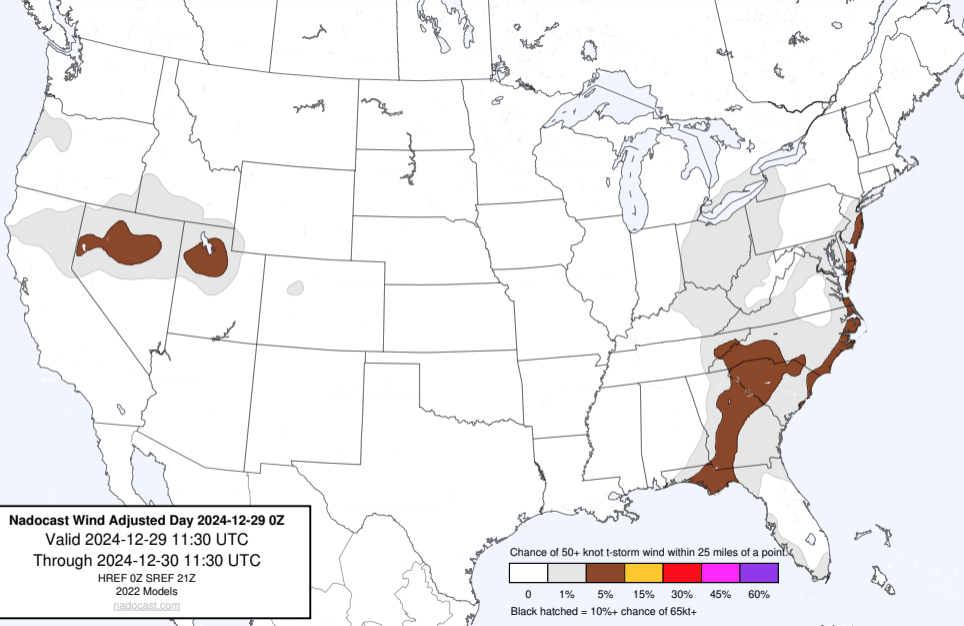 Nadocast Wind Adjusted Day 2024-12-29 0Z
Valid 2024-12-29 11:30 UTC
Through 2024-12-30 11:30 UTC
HREF 0Z SREF 21Z
2022 Models
nadocast.com
Chance of 50+ knot t-storm wind within 25 miles of a point.
0 1% 5% 15% 30% 45% 60%
Black hatched = 10%+ chance of 65kt+